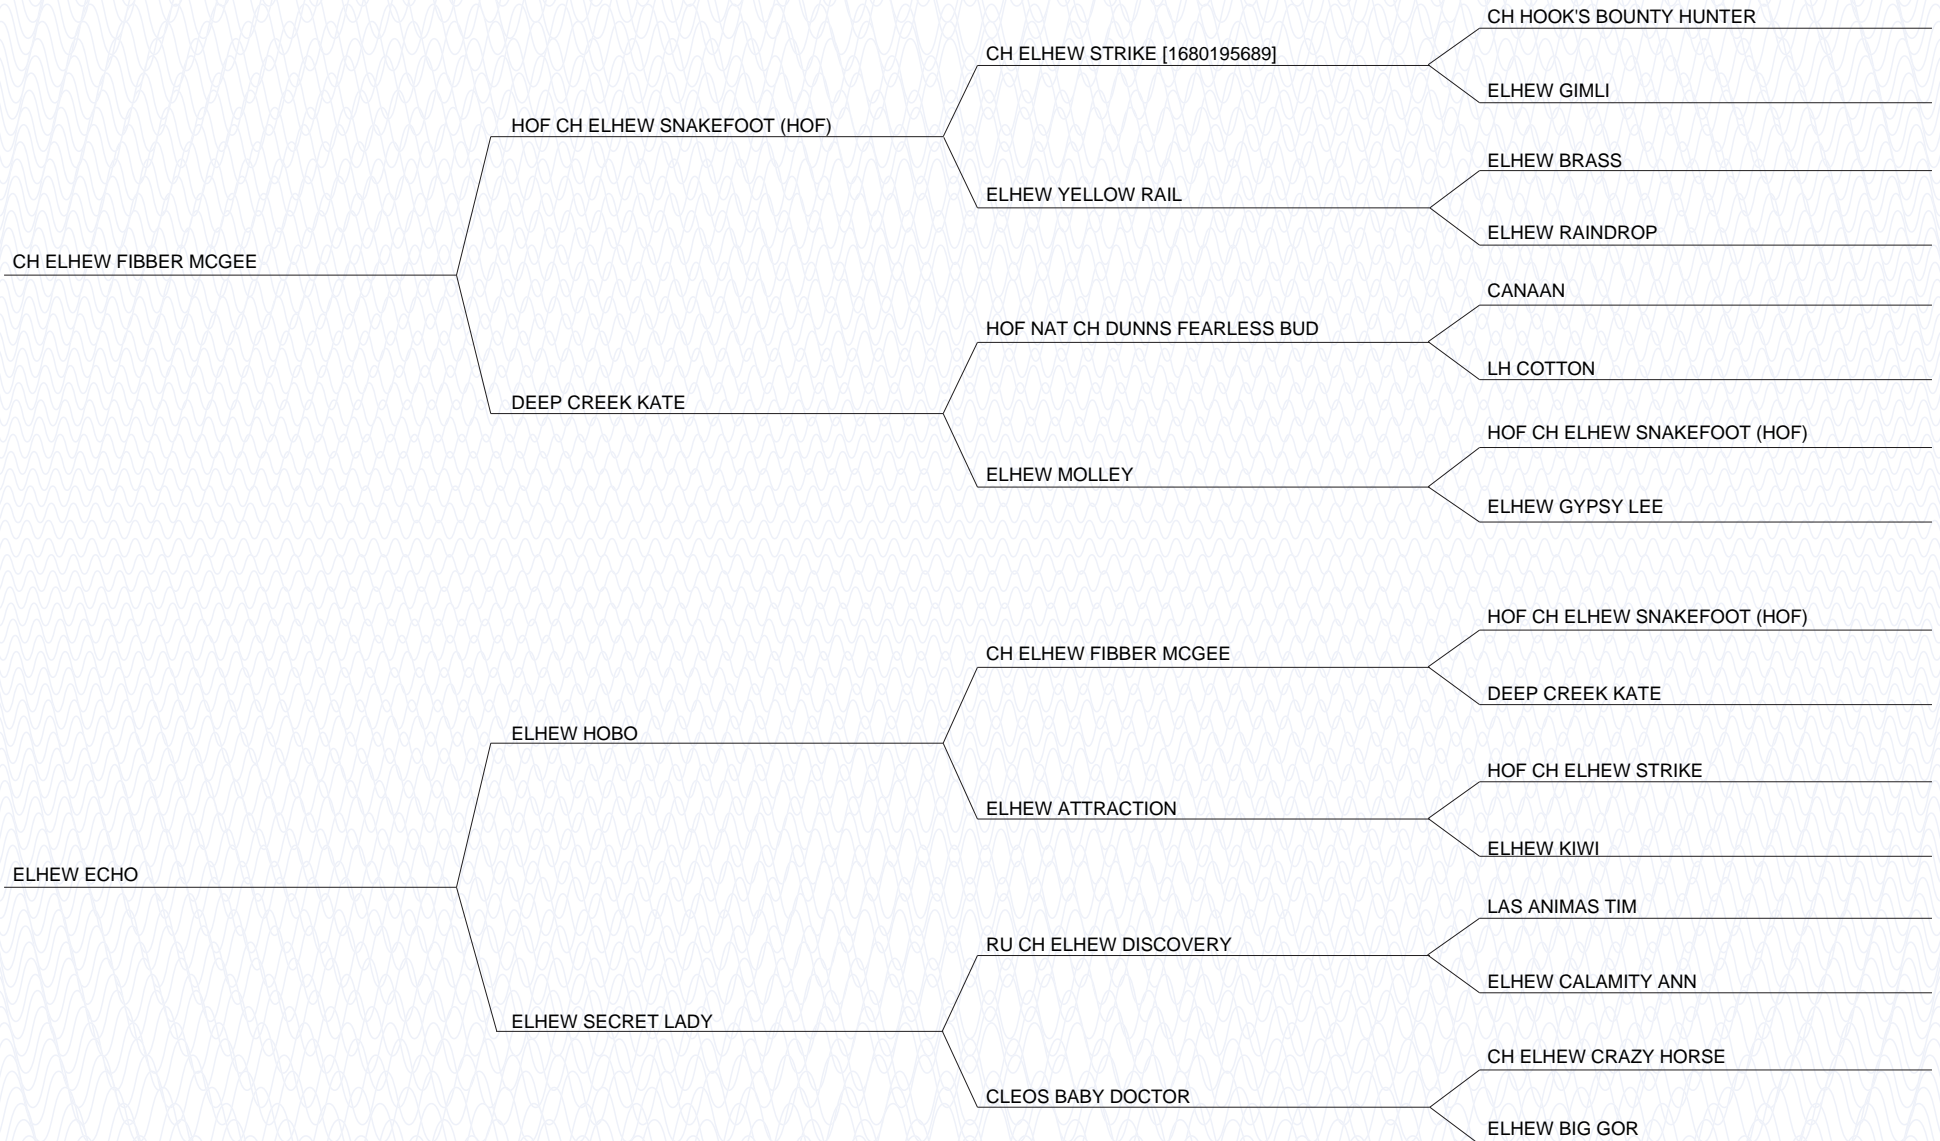 CH HOOK'S BOUNTY HUNTER
CH ELHEW STRIKE [1680195689]
ELHEW GIMLI
HOF CH ELHEW SNAKEFOOT (HOF)
ELHEW BRASS
ELHEW YELLOW RAIL
ELHEW RAINDROP
CH ELHEW FIBBER MCGEE
CANAAN
HOF NAT CH DUNNS FEARLESS BUD
LH COTTON
DEEP CREEK KATE
HOF CH ELHEW SNAKEFOOT (HOF)
ELHEW MOLLEY
ELHEW GYPSY LEE
HOF CH ELHEW SNAKEFOOT (HOF)
CH ELHEW FIBBER MCGEE
DEEP CREEK KATE
ELHEW HOBO
HOF CH ELHEW STRIKE
ELHEW ATTRACTION
ELHEW KIWI
ELHEW ECHO
LAS ANIMAS TIM
RU CH ELHEW DISCOVERY
ELHEW CALAMITY ANN
ELHEW SECRET LADY
CH ELHEW CRAZY HORSE
CLEOS BABY DOCTOR
ELHEW BIG GOR